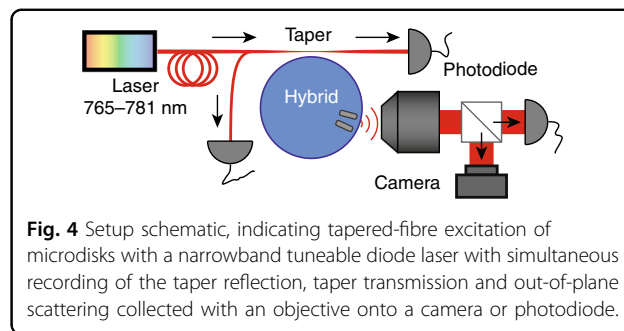 Taper
Laser
765–781 nm
Photodiode
Hybrid
Camera
Fig. 4 Setup schematic, indicating tapered-fibre excitation of
microdisks with a narrowband tuneable diode laser with simultaneous
recording of the taper reflection, taper transmission and out-of-plane
scattering collected with an objective onto a camera or photodiode.